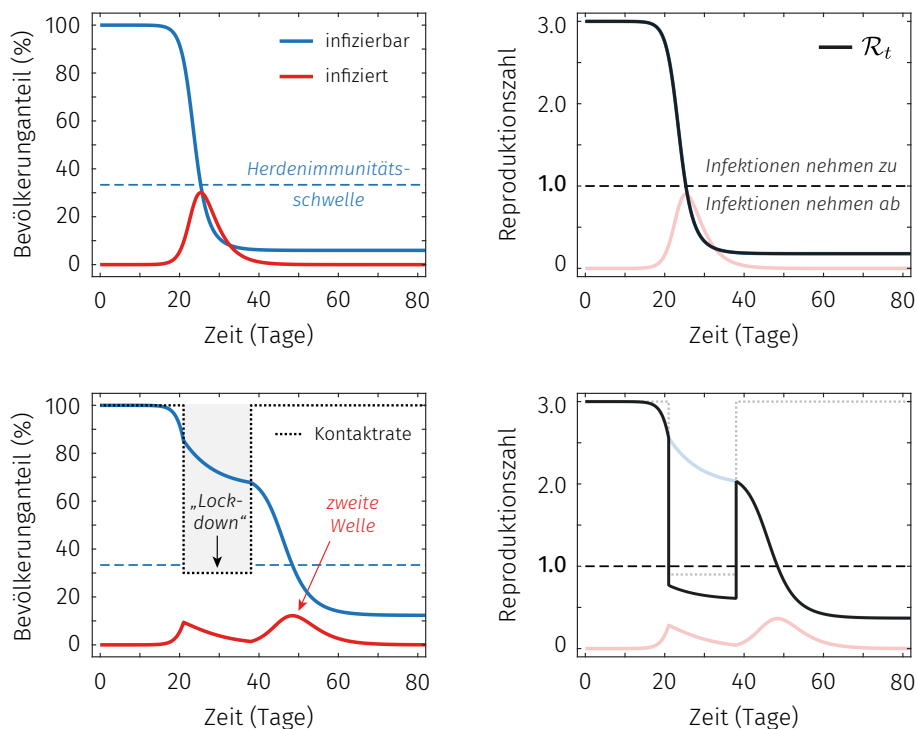 Bevölkerunganteil (%)
100
80
60
40
20
0
infizierbar
infiziert
Herdenimmunitäts-
schwelle
0 20 40 60 80
Zeit (Tage)
Reproduktionszahl
3.0
2.0
1.0
.0
ℛt
Infektionen nehmen zu
Infektionen nehmen ab
0 20 40 60 80
Zeit (Tage)
Bevölkerunganteil (%)
100
80
60
40
20
0
Kontaktrate
„Lock-
down“
zweite
Welle
0 20 40 60 80
Zeit (Tage)
Reproduktionszahl
3.0
2.0
1.0
.0
0 20 40 60 80
Zeit (Tage)